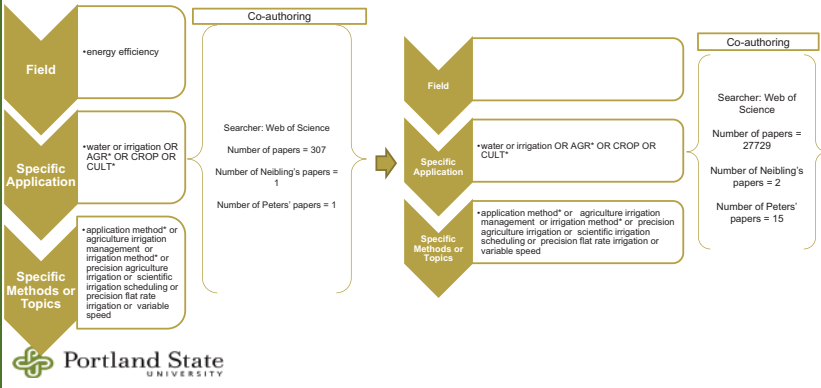 Co-authoring
Field
•energy efficiency
Specific
Application
•water or irrigation OR
AGR* OR CROP OR
CULT*
Specific
Methods or
Topics
•application method* or
agriculture irrigation
management or
irrigation method* or
precision agriculture
irrigation or scientific
irrigation scheduling or
precision flat rate
irrigation or variable
speed
Searcher: Web of Science
Number of papers = 307
Number of Neibling's papers =
1
Number of Peters' papers = 1
Co-authoring
Field
Specific
Application
•water or irrigation OR AGR* OR CROP OR
CULT*
Specific
Methods or
Topics
•application method* or agriculture irrigation
management or irrigation method* or precision
agriculture irrigation or scientific irrigation
scheduling or precision flat rate irrigation or
variable speed
Searcher: Web of
Science
Number of papers =
27729
Number of Neibling's
papers = 2
Number of Peters'
papers = 15
Portland State
UNIVERSITY